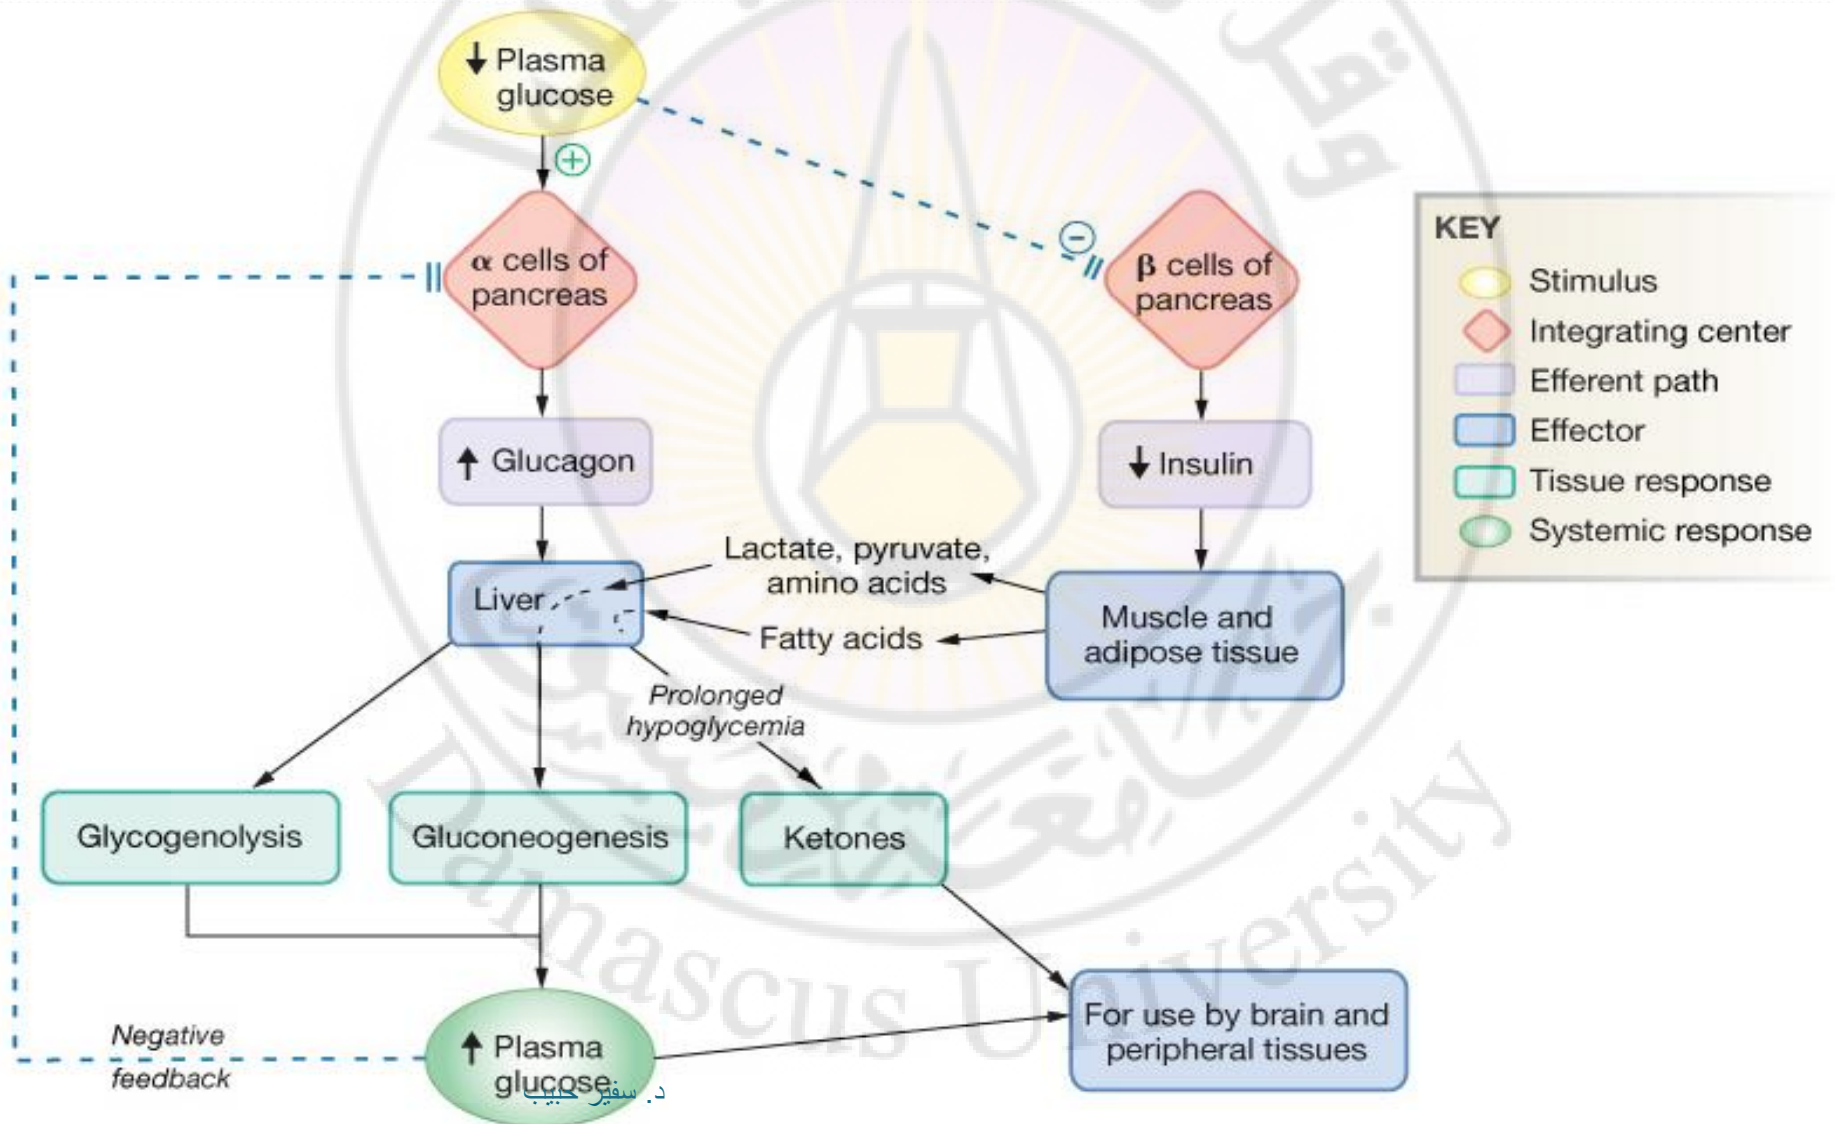 ↓ Plasma
glucose
+
α cells of
pancreas
−
β cells of
pancreas
↑ Glucagon
↓ Insulin
Liver
Lactate, pyruvate,
amino acids
Fatty acids
Muscle and
adipose tissue
Prolonged
hypoglycemia
Glycogenolysis
Gluconeogenesis
Ketones
Negative
feedback
↑ Plasma
glucose
For use by brain and
peripheral tissues
KEY
Stimulus
Integrating center
Efferent path
Effector
Tissue response
Systemic response
د. سفير حبيب
Damascus University